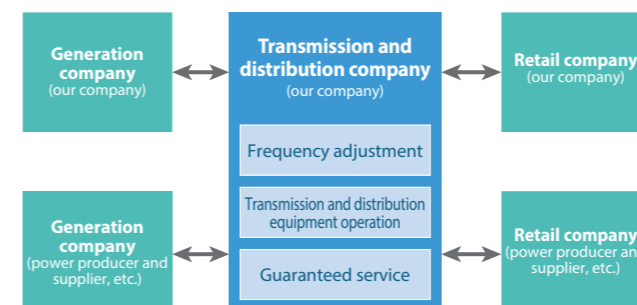 Generation
company
(our company)
Transmission and
distribution company
(our company)
Retail company
(our company)
Frequency adjustment
Transmission and distribution
equipment operation
Guaranteed service
Generation
company
(power producer and
supplier, etc.)
Retail company
(power producer and
supplier, etc.)